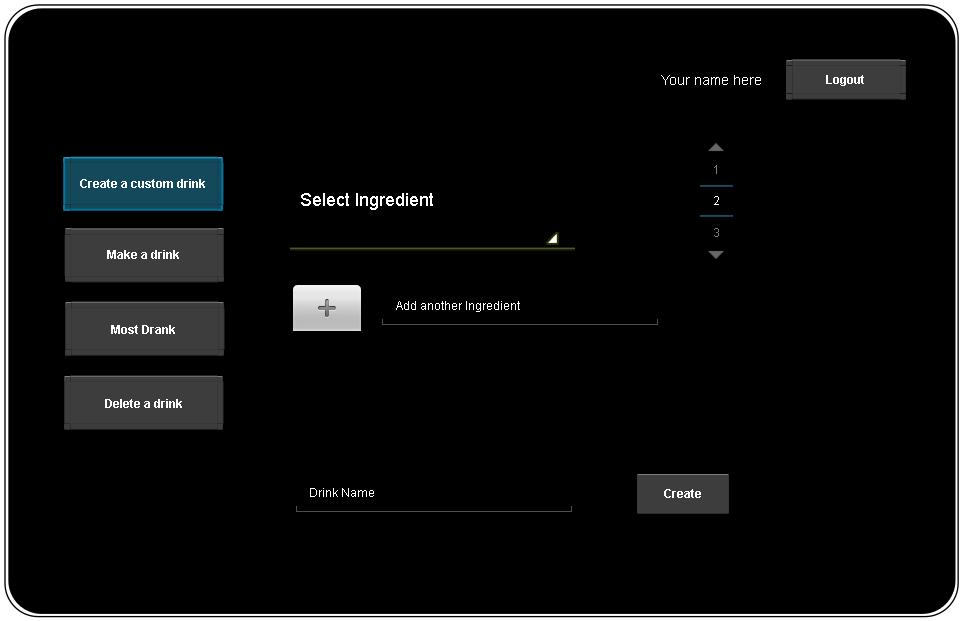 Your name here
Logout
Create a custom drink
Make a drink
Most Drank
Delete a drink
Select Ingredient
1
2
3
Add another Ingredient
Drink Name
Create